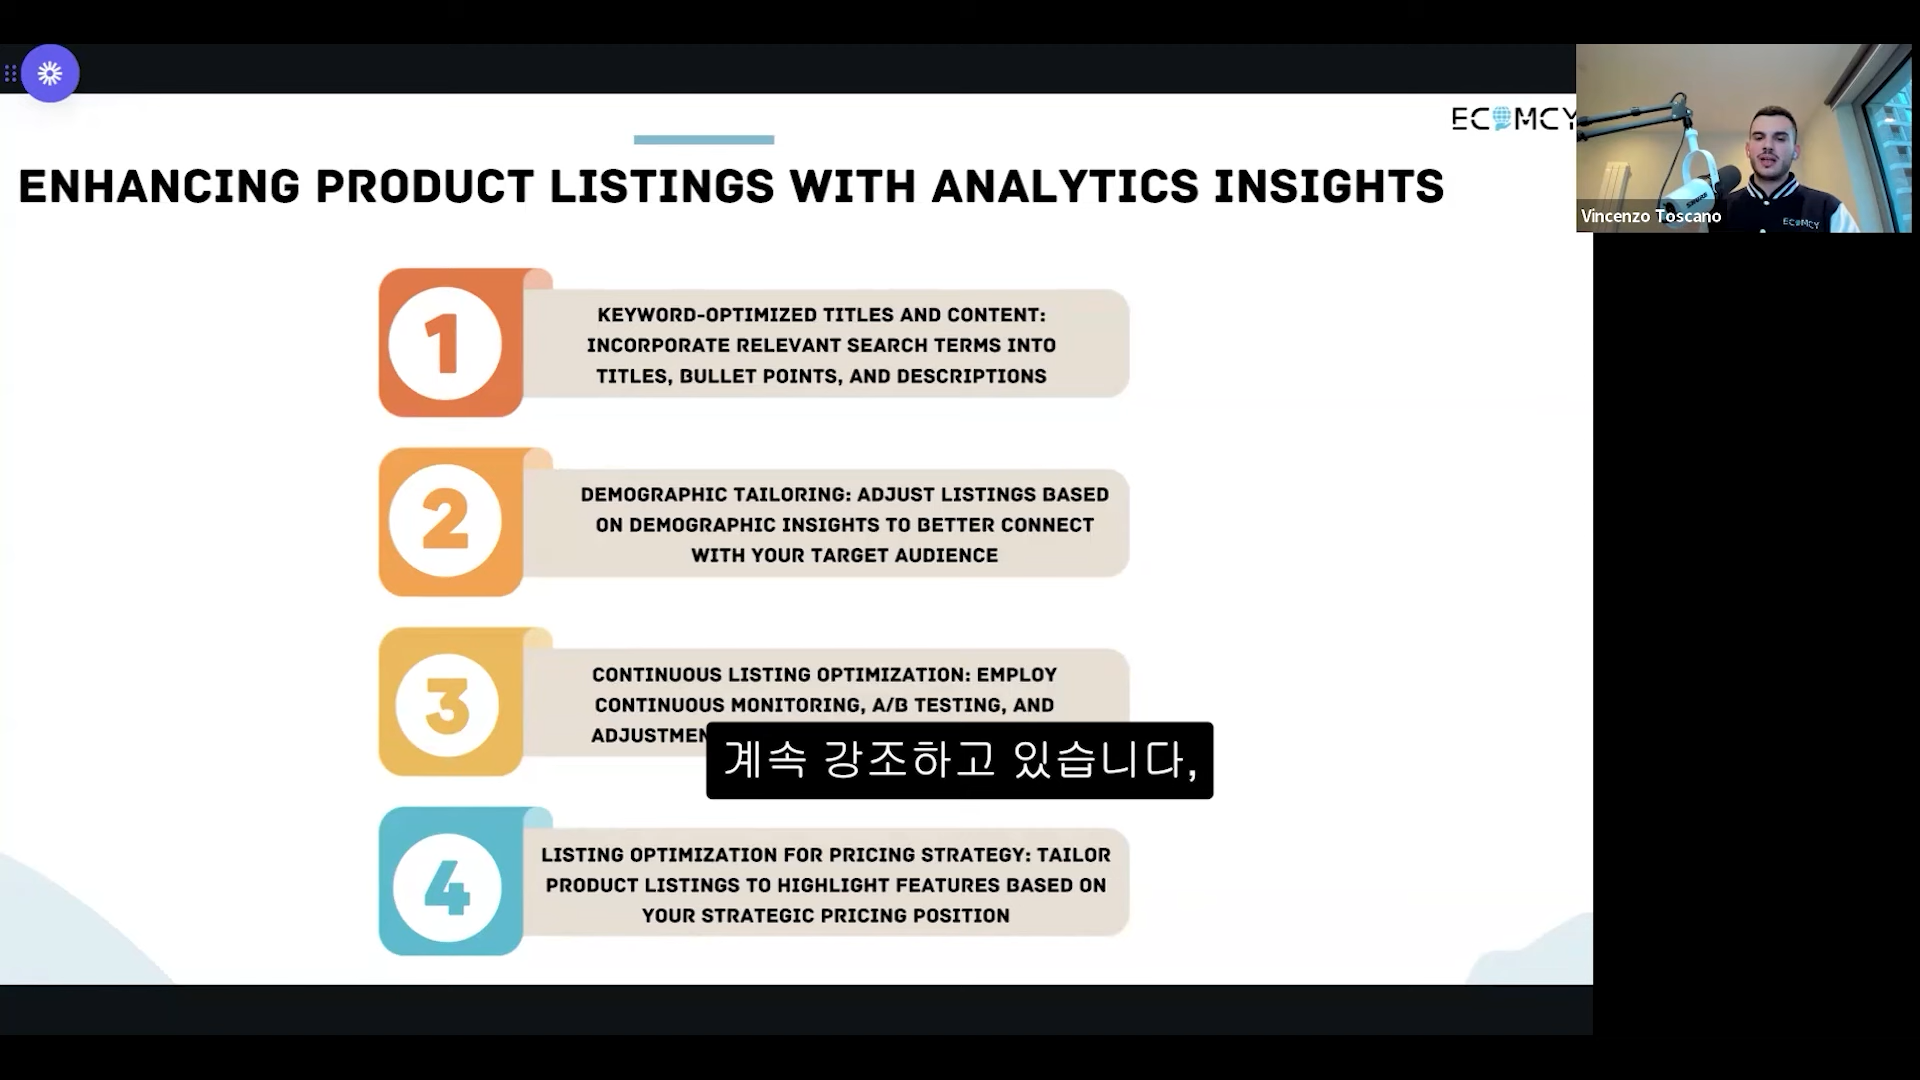 ECOMCY
ENHANCING PRODUCT LISTINGS WITH ANALYTICS INSIGHTS
Vincenzo Toscano
SHURE
ECOMCY
1
KEYWORD-OPTIMIZED TITLES AND CONTENT:
INCORPORATE RELEVANT SEARCH TERMS INTO
TITLES, BULLET POINTS, AND DESCRIPTIONS
2
DEMOGRAPHIC TAILORING: ADJUST LISTINGS BASED
ON DEMOGRAPHIC INSIGHTS TO BETTER CONNECT
WITH YOUR TARGET AUDIENCE
3
CONTINUOUS LISTING OPTIMIZATION: EMPLOY
CONTINUOUS MONITORING, A/B TESTING, AND
계속 강조하고 있습니다,
4
LISTING OPTIMIZATION FOR PRICING STRATEGY: TAILOR
PRODUCT LISTINGS TO HIGHLIGHT FEATURES BASED ON
YOUR STRATEGIC PRICING POSITION